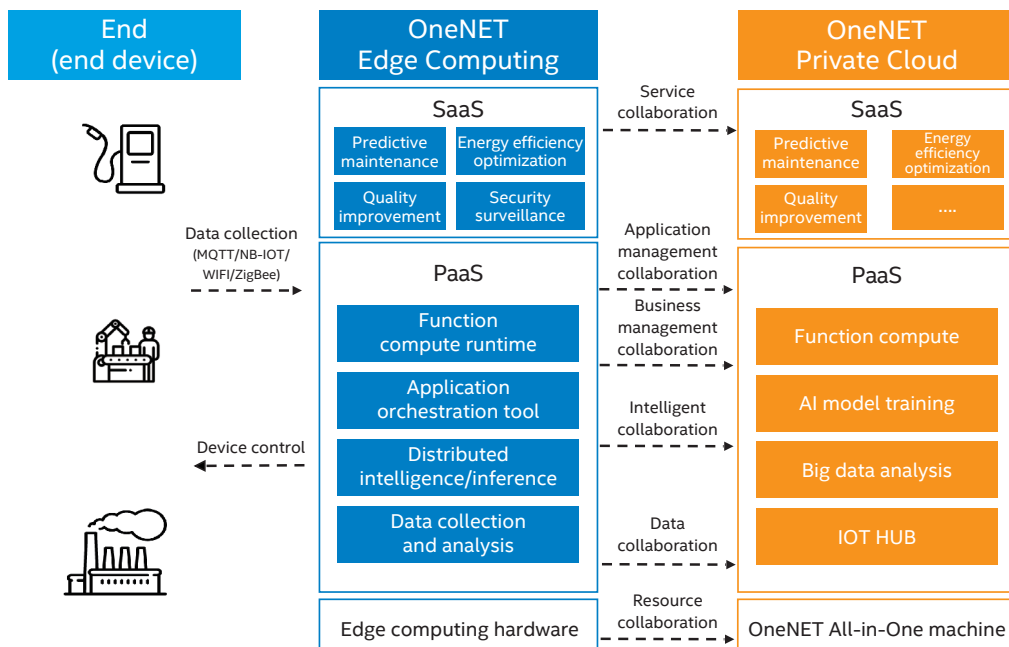 End
(end device)
OneNET
Edge Computing
OneNET
Private Cloud
SaaS
Predictive
maintenance
Energy efficiency
optimization
Quality
improvement
Security
surveillance
Service
collaboration
SaaS
Predictive
maintenance
Energy
efficiency
optimization
Quality
improvement
....
Data collection
(MQTT/NB-IOT/
WIFI/ZigBee)
Device control
PaaS
Function
compute runtime
Application
orchestration tool
Distributed
intelligence/inference
Data collection
and analysis
Application
management
collaboration
Business
management
collaboration
Intelligent
collaboration
Data
collaboration
PaaS
Function compute
AI model training
Big data analysis
IOT HUB
Edge computing hardware
Resource
collaboration
OneNET All-in-One machine